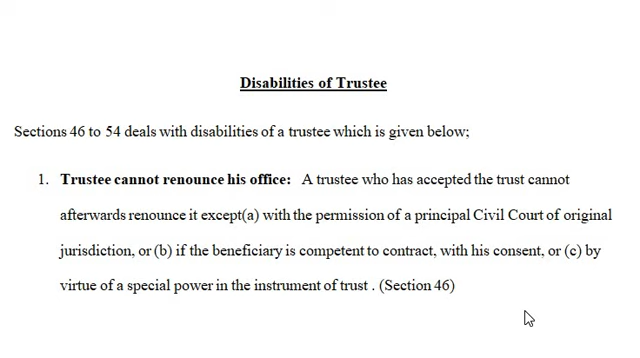 Disabilities of Trustee
Sections 46 to 54 deals with disabilities of a trustee which is given below;
1. Trustee cannot renounce his office: A trustee who has accepted the trust cannot
afterwards renounce it except(a) with the permission of a principal Civil Court of original
jurisdiction, or (b) if the beneficiary is competent to contract, with his consent, or (c) by
virtue of a special power in the instrument of trust . (Section 46)